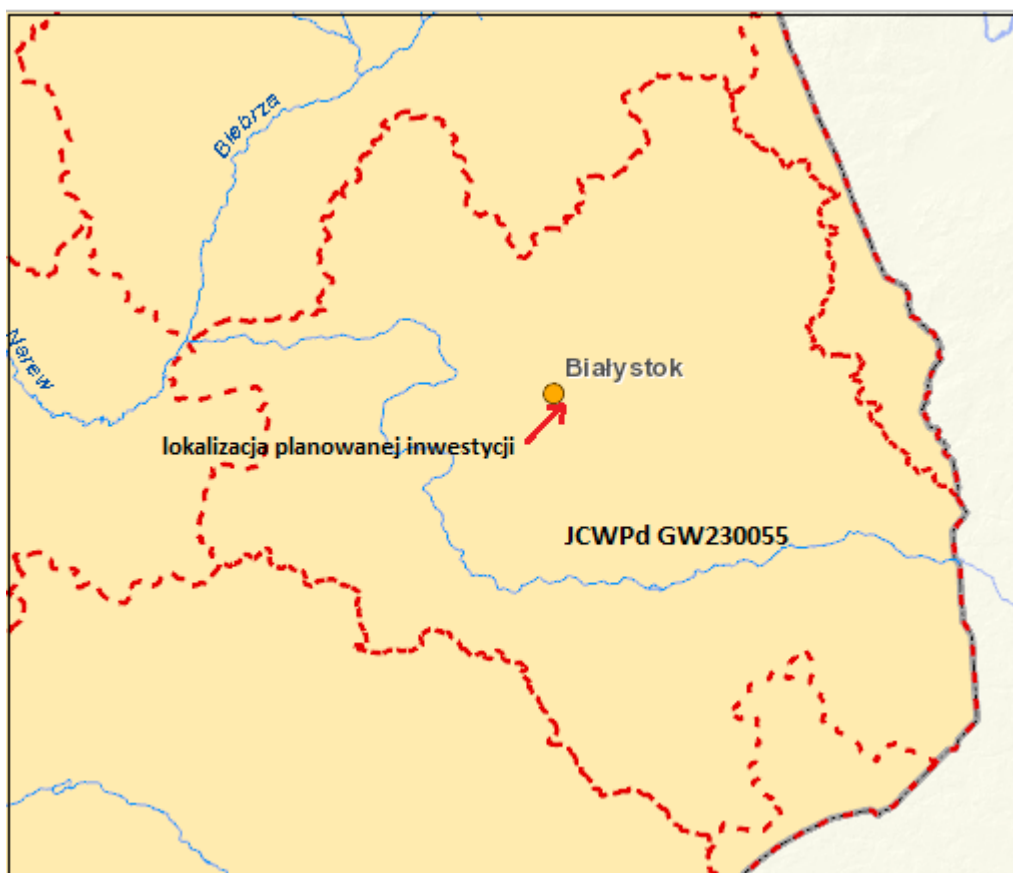 Biebrza
Narew
Białystok
lokalizacja planowanej inwestycji
JCWPd GW230055